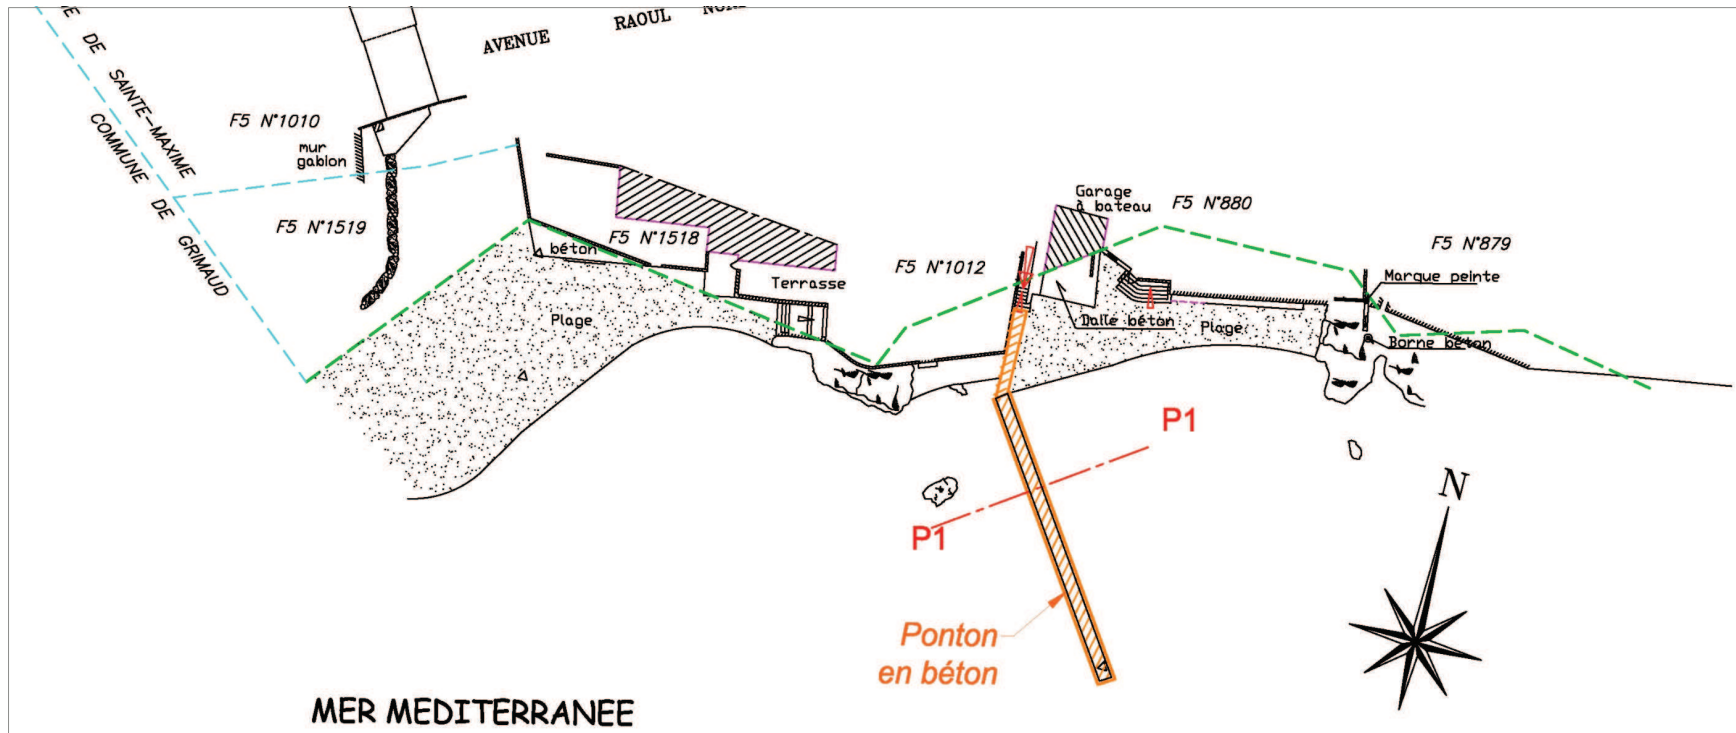 DE SAINTE-MAXIME
COMMUNE DE GRIMAUD
AVENUE RAOUL
F5 N°1010
mur
gabion
F5 N°1519
béton
F5 N°1518
Terrasse
Plage
F5 N°1012
Garage
à bateau
F5 N°880
F5 N°879
Marque peinte
Dalle béton
Plage
Borne béton
P1
P1
N
Ponton
en béton
MER MEDITERRANEE